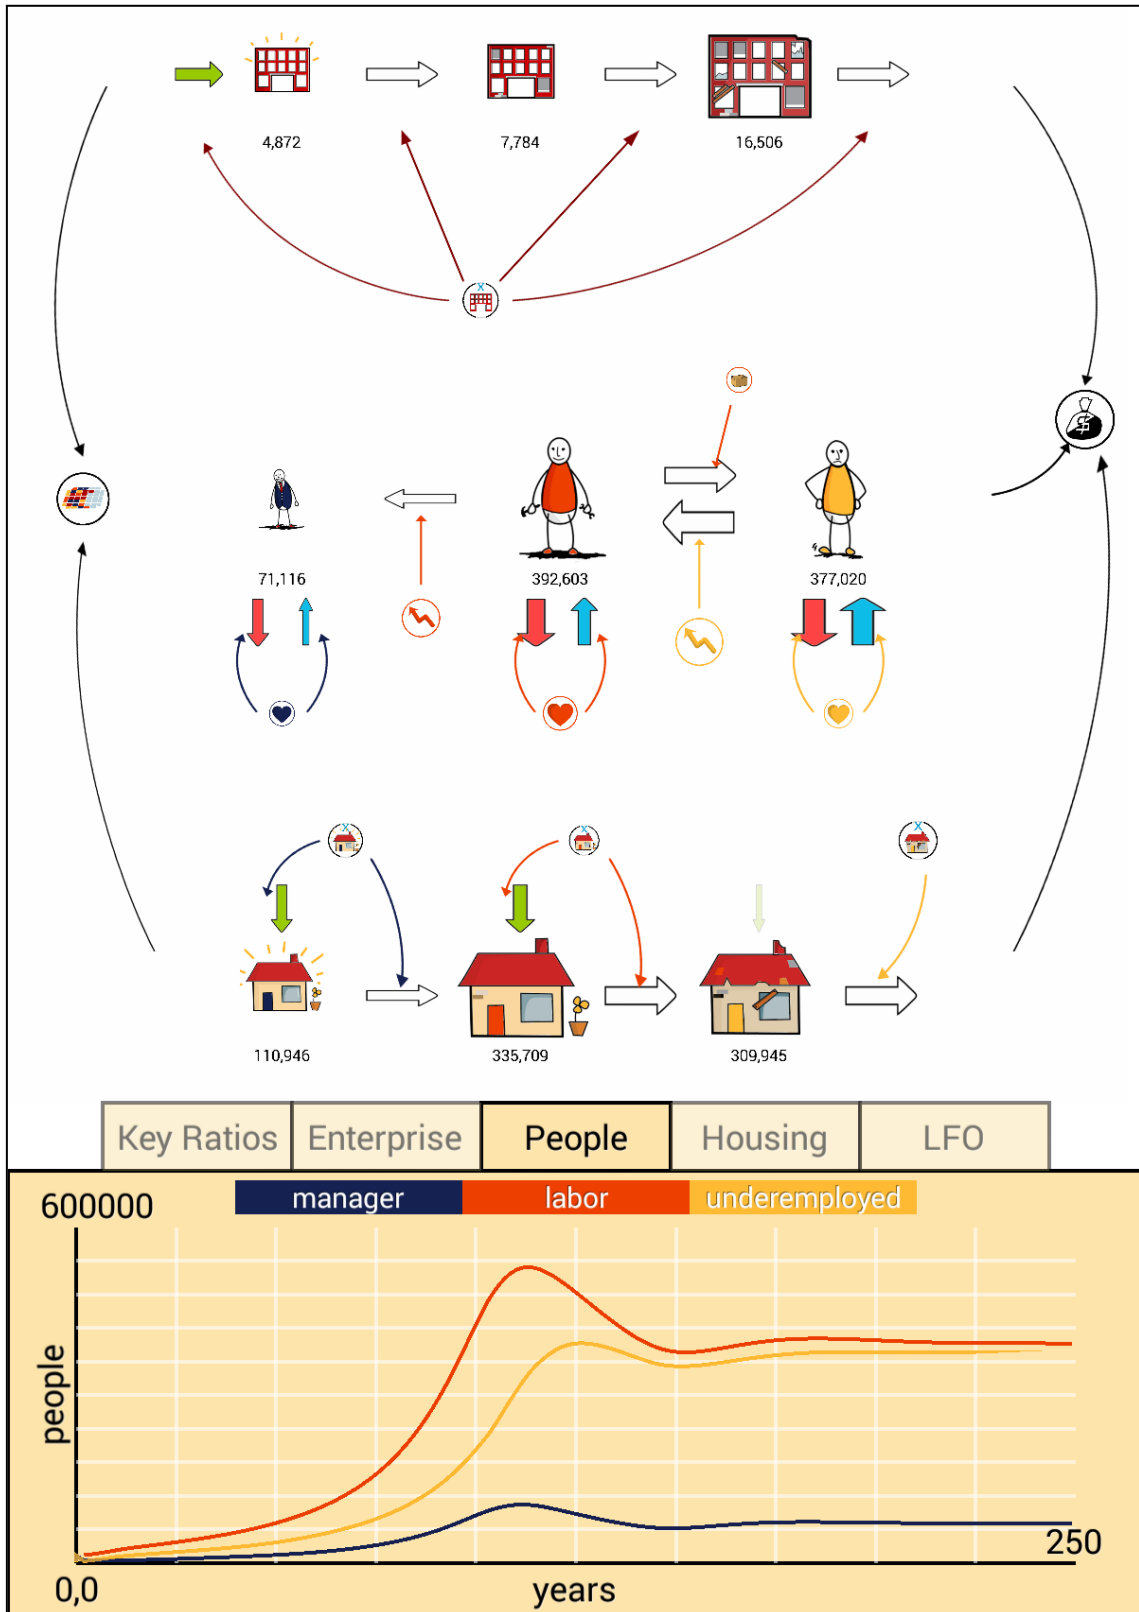 4,872 7,784 16,506
X
$
71,116 392,603 377,020
X X X
110,946 335,709 309,945
Key Ratios Enterprise People Housing LFO
600000 manager labor underemployed
people
250
0,0 years